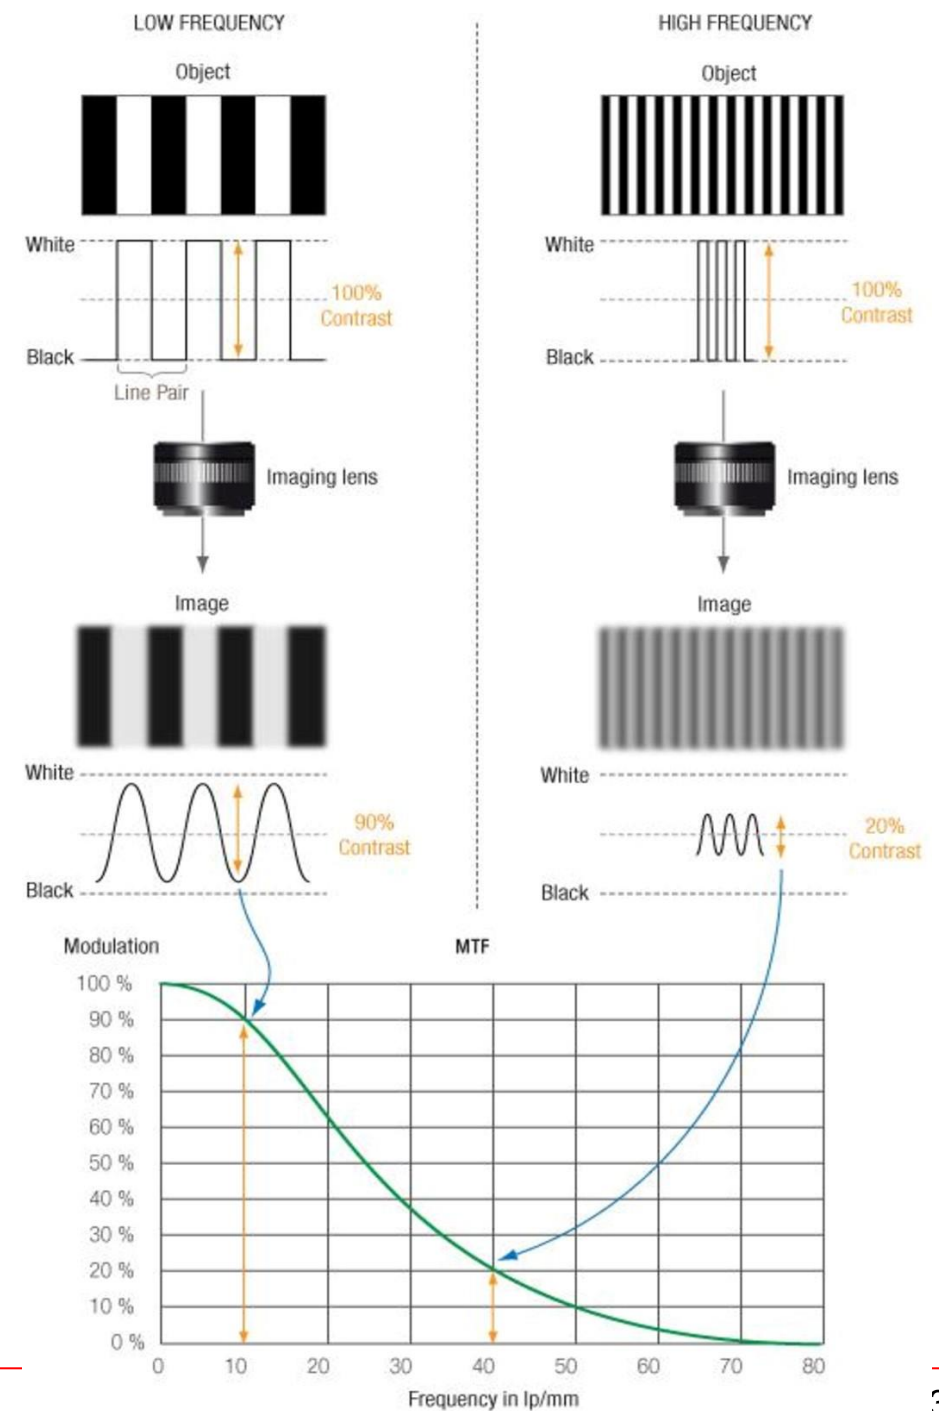 LOW FREQUENCY
HIGH FREQUENCY
Object
Object
White
100%
Contrast
Black
Line Pair
White
100%
Contrast
Black
Imaging lens
Imaging lens
Image
Image
White
90%
Contrast
Black
White
20%
Contrast
Black
Modulation
MTF
100 %
90 %
80 %
70 %
60 %
50 %
40 %
30 %
20 %
10 %
0 %
0 10 20 30 40 50 60 70 80
Frequency in lp/mm